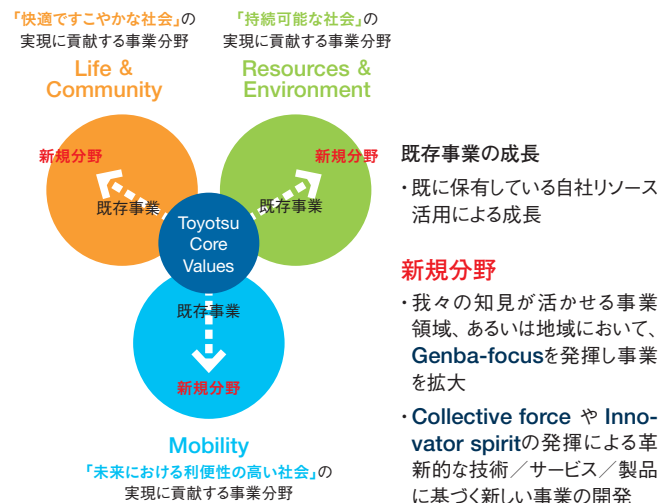 「快適ですこやかな社会」の
実現に貢献する事業分野
Life &
Community
「持続可能な社会」の
実現に貢献する事業分野
Resources &
Environment
新規分野
既存事業
新規分野
既存事業
Toyotsu
Core
Values
既存事業
新規分野
Mobility
「未来における利便性の高い社会」の
実現に貢献する事業分野
既存事業の成長
・既に保有している自社リソース
活用による成長
新規分野
・我々の知見が活かせる事業
領域、あるいは地域において、
Genba-focusを発揮し事業
を拡大
・Collective force や Inno-
vator spiritの発揮による革
新的な技術／サービス／製品
に基づく新しい事業の開発